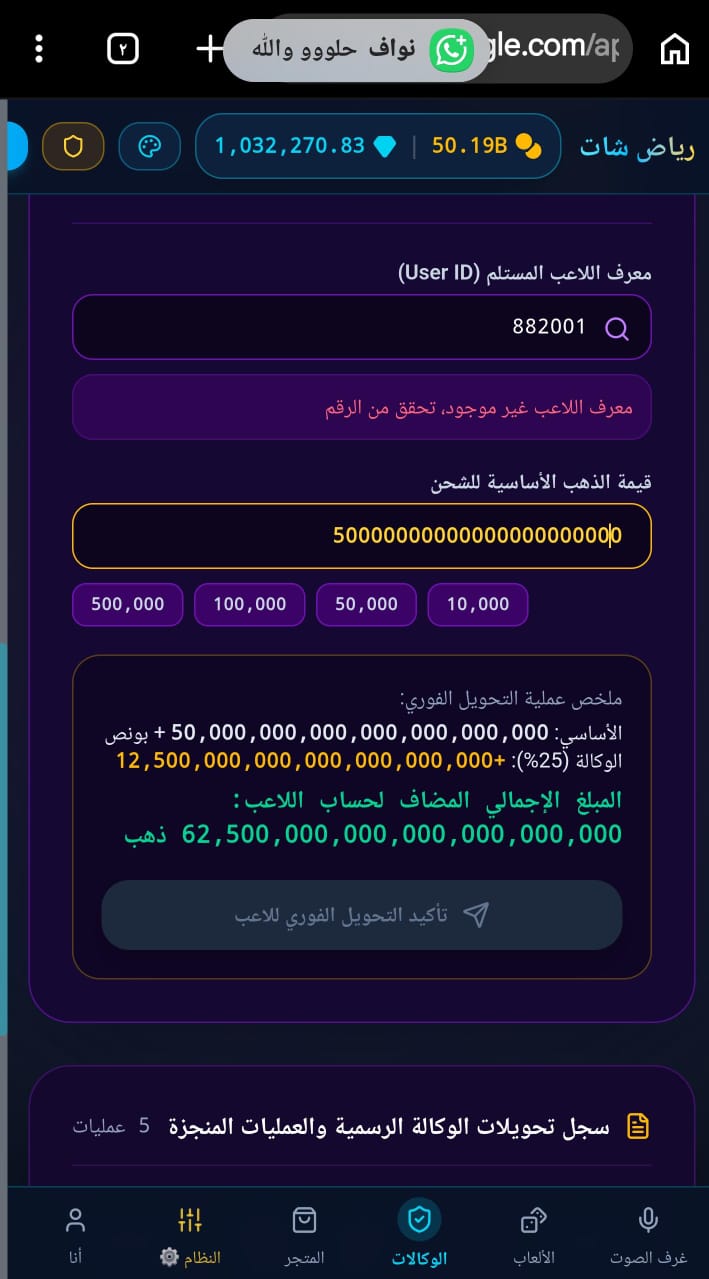 ٢
نواف حلووو والله
gle.com/ap
رياض شات
50.19B
1,032,270.83
معرف اللاعب المستلم (User ID)
882001
معرف اللاعب غير موجود، تحقق من الرقم
قيمة الذهب الأساسية للشحن
50000000000000000000000
10,000
50,000
100,000
500,000
ملخص عملية التحويل الفوري:
الأساسي: 50,000,000,000,000,000,000,000 + بونص
الوكالة (25%): +12,500,000,000,000,000,000,000
المبلغ الإجمالي المضاف لحساب اللاعب:
62,500,000,000,000,000,000,000 ذهب
تأكيد التحويل الفوري للاعب
سجل تحويلات الوكالة الرسمية والعمليات المنجزة
5 عمليات
غرف الصوت
الألعاب
الوكالات
المتجر
النظام ⚙️
أنا